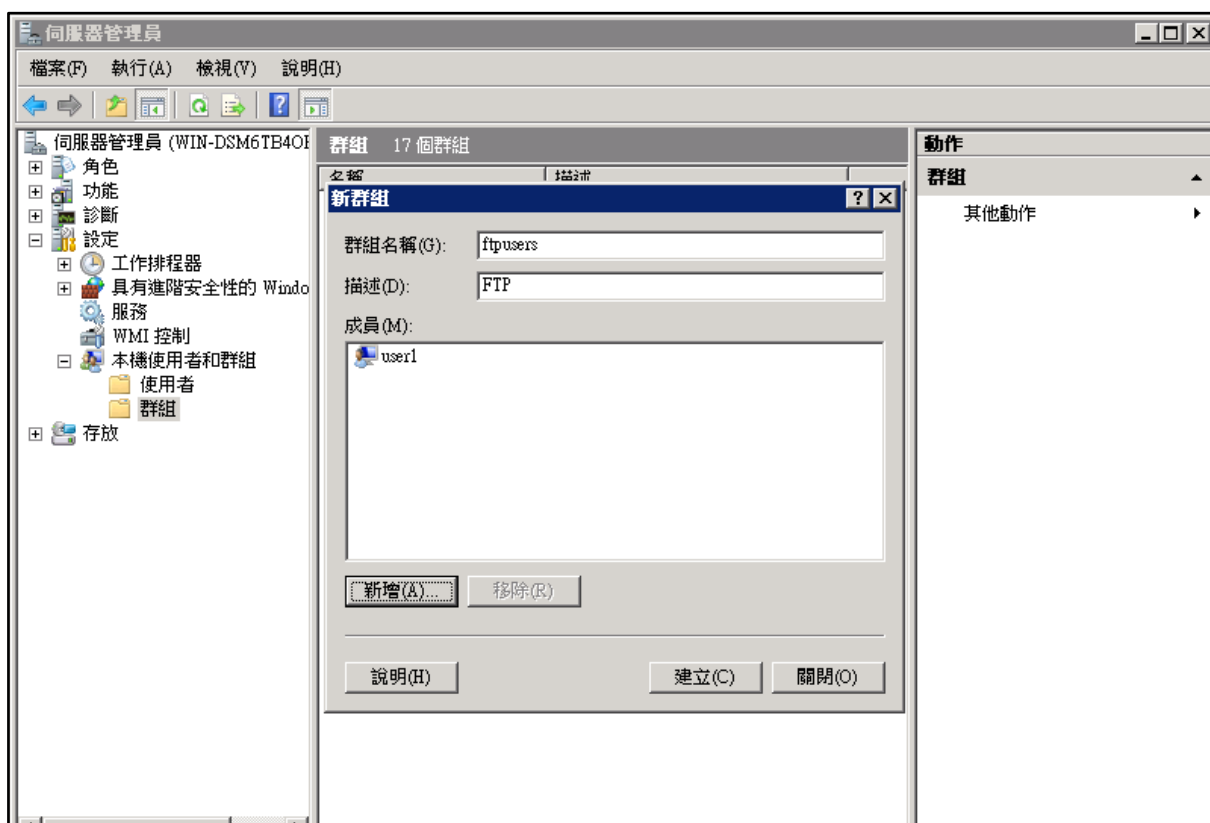 伺服器管理員
檔案(F) 執行(A) 檢視(V) 說明(H)
伺服器管理員 (WIN-DSM6TB4OF
角色
功能
診斷
設定
工作排程器
具有進階安全性的 Windo
服務
WMI 控制
本機使用者和群組
使用者
群組
存放
群組 17 個群組
名稱 描述
新群組
群組名稱(G): ftpusers
描述(D): FTP
成員(M):
user1
新增(A)... 移除(R)
說明(H) 建立(C) 關閉(O)
動作
群組
其他動作